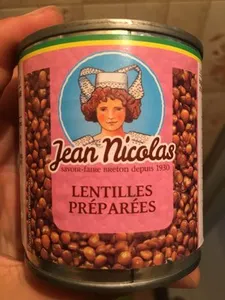 Jean Nicolas
savoir-faire breton depuis 1930
LENTILLES
PRÉPARÉES